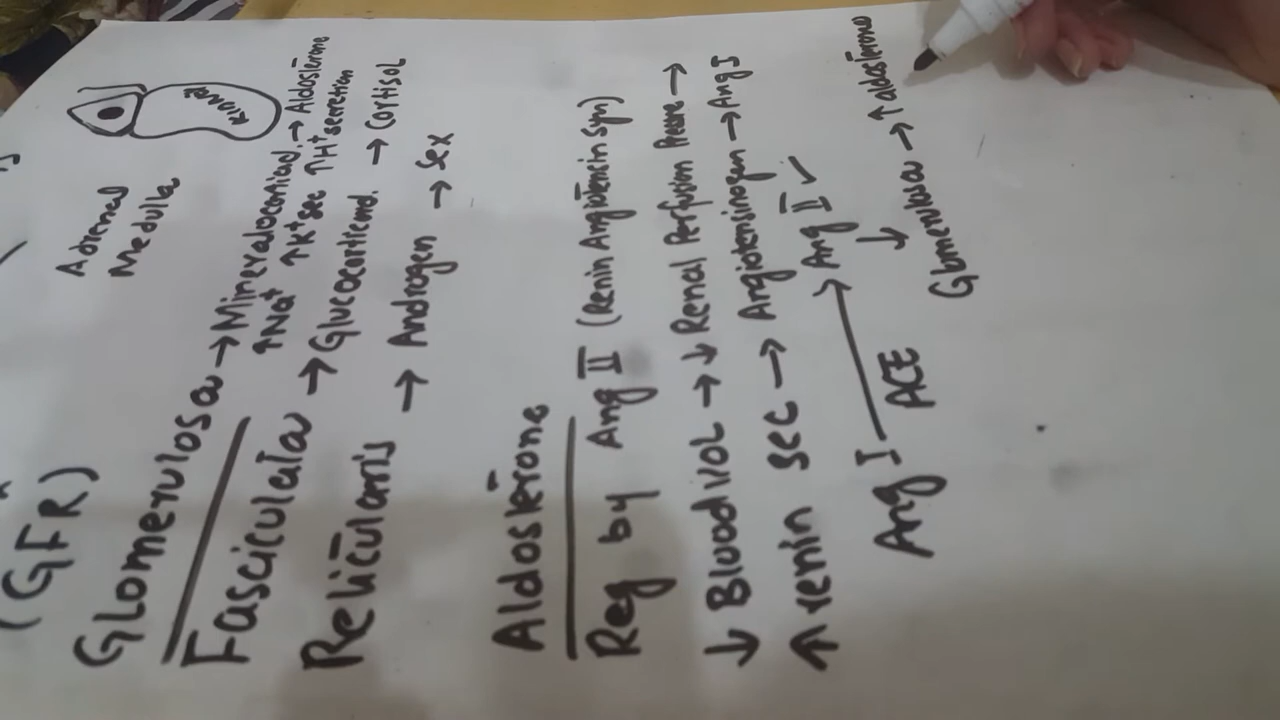 (GFR)
Adrenal
Medulla
KIDNEY
Glomerulosa → Mineralocorticoid. → Aldosterone
↑Na⁺ ↑K⁺ sec ↑H⁺ secretion
Fasciculata → Glucocorticoid. → Cortisol
Reticularis → Androgen → Sex
Aldosterone
Reg by Ang II (Renin Angiotensin Syn)
↓ Blood vol → ↓ Renal Perfusion Pressure →
↑ renin sec → Angiotensinogen → Ang I
Ang I → Ang II ✓
ACE ↓
Glomerulosa → ↑ aldosterone